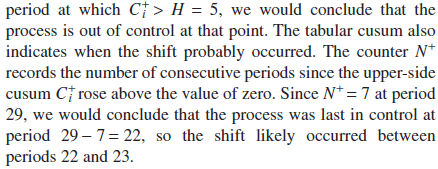 period at which C⁺ᵢ > H = 5, we would conclude that the
process is out of control at that point. The tabular cusum also
indicates when the shift probably occurred. The counter N⁺
records the number of consecutive periods since the upper-side
cusum C⁺ᵢ rose above the value of zero. Since N⁺ = 7 at period
29, we would conclude that the process was last in control at
period 29 – 7 = 22, so the shift likely occurred between
periods 22 and 23.